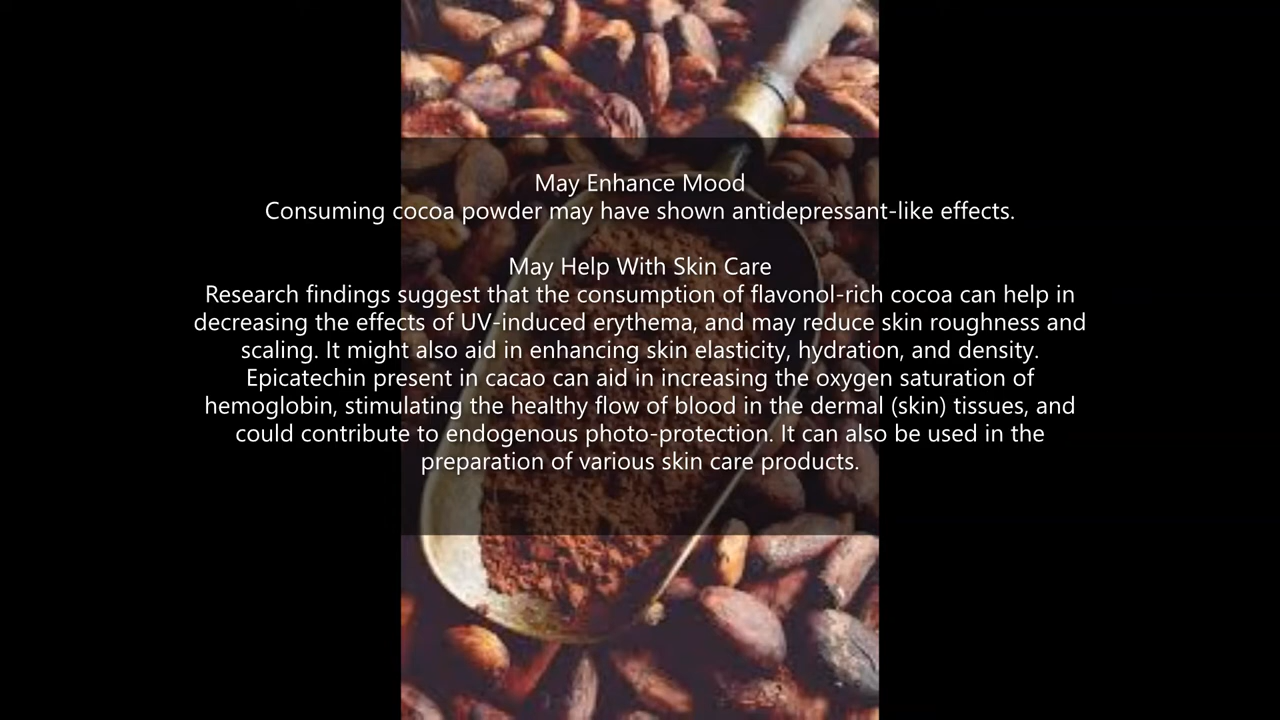 May Enhance Mood
Consuming cocoa powder may have shown antidepressant-like effects.
May Help With Skin Care
Research findings suggest that the consumption of flavonol-rich cocoa can help in
decreasing the effects of UV-induced erythema, and may reduce skin roughness and
scaling. It might also aid in enhancing skin elasticity, hydration, and density.
Epicatechin present in cacao can aid in increasing the oxygen saturation of
hemoglobin, stimulating the healthy flow of blood in the dermal (skin) tissues, and
could contribute to endogenous photo-protection. It can also be used in the
preparation of various skin care products.